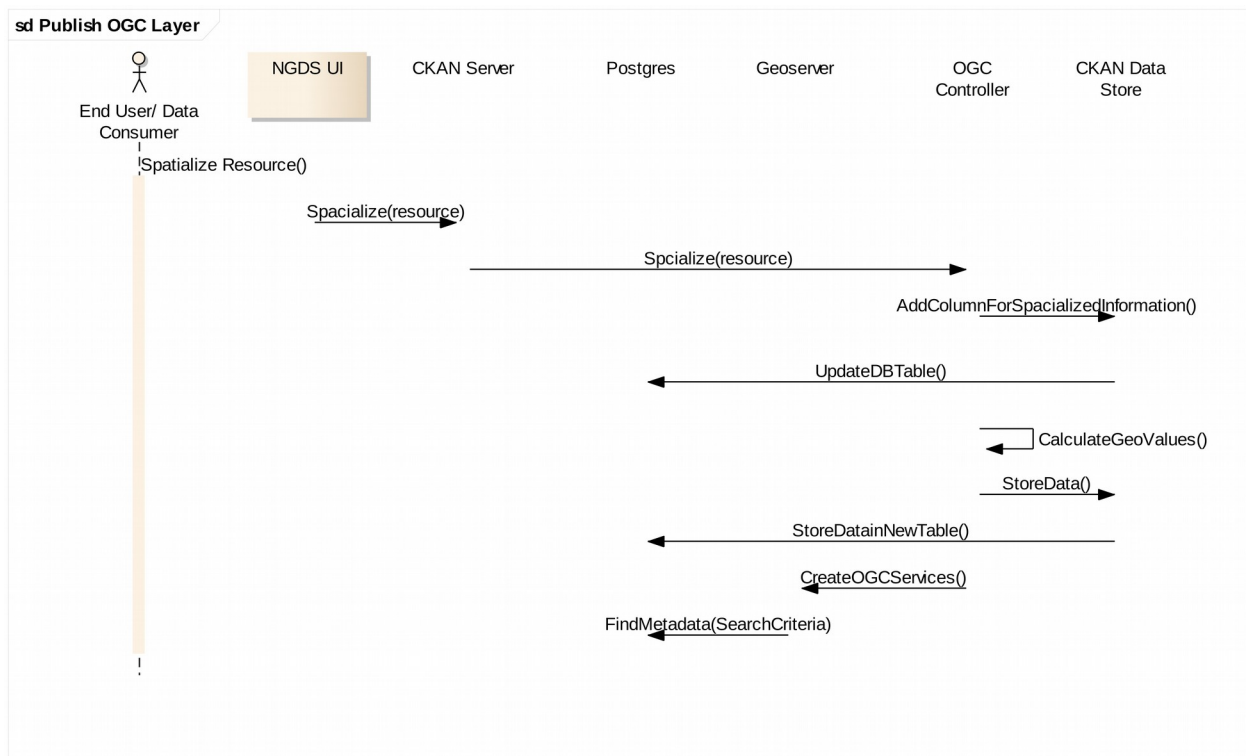 sd Publish OGC Layer
NGDS UI
CKAN Server
Postgres
Geoserver
OGC
Controller
CKAN Data
Store
End User/ Data
Consumer
Spatialize Resource()
Spacialize(resource)
Spcialize(resource)
AddColumnForSpacializedInformation()
UpdateDBTable()
CalculateGeoValues()
StoreData()
StoreDatainNewTable()
CreateOGCServices()
FindMetadata(SearchCriteria)